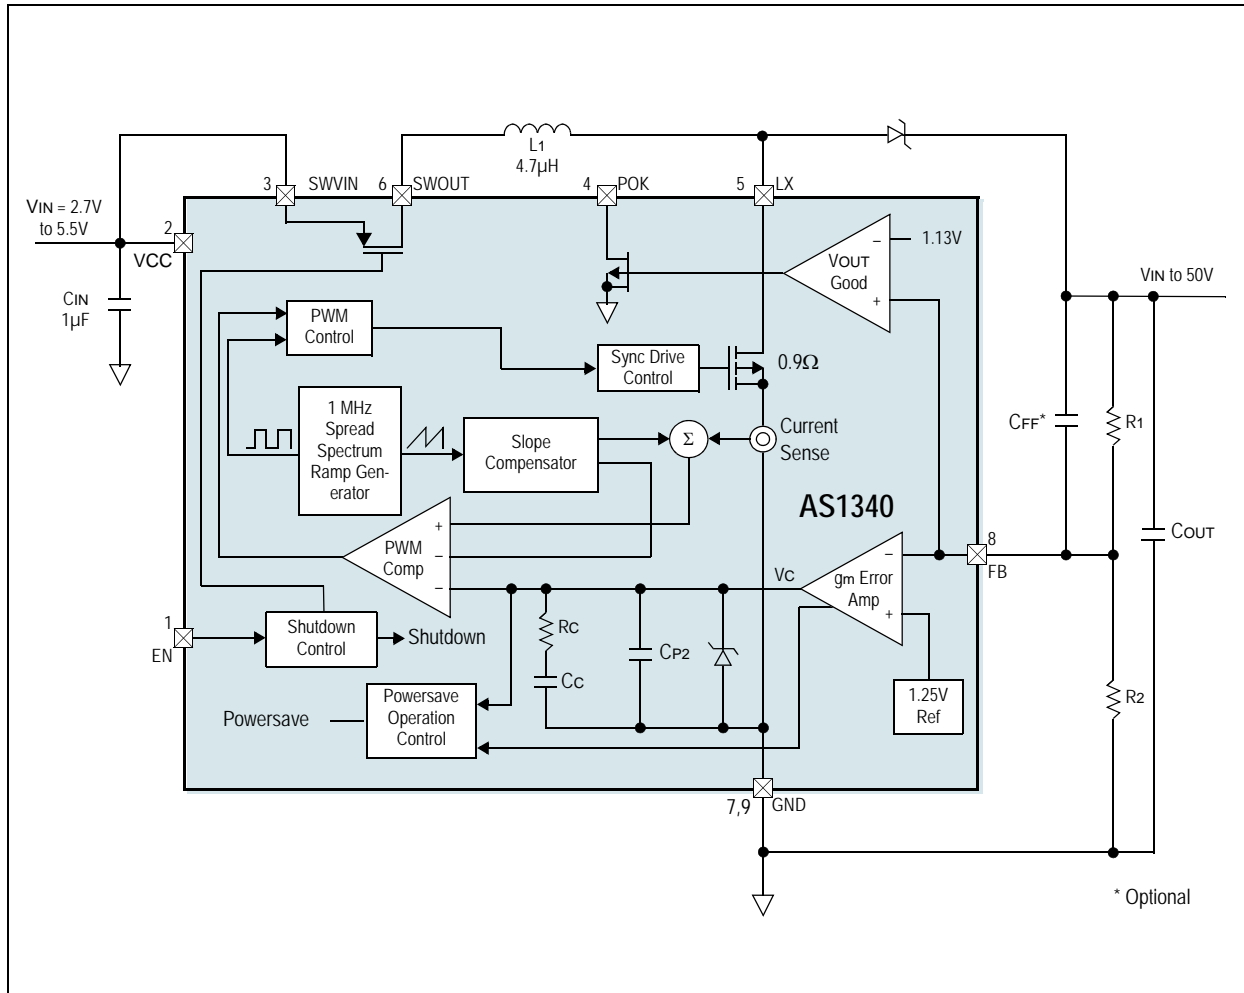 L1
4.7µH
3
SWVIN
6
SWOUT
4
POK
5
LX
VIN = 2.7V
to 5.5V
2
VCC
1.13V
VOUT
Good
−
+
VIN to 50V
CIN
1µF
PWM
Control
Sync Drive
Control
0.9Ω
1 MHz
Spread
Spectrum
Ramp Gen-
erator
Slope
Compensator
Σ
Current
Sense
CFF*
R1
AS1340
COUT
PWM
Comp
+
−
−
VC
gm Error
Amp
−
+
8
FB
1
EN
Shutdown
Control
Shutdown
RC
CC
CP2
1.25V
Ref
R2
Powersave
Powersave
Operation
Control
7,9
GND
* Optional